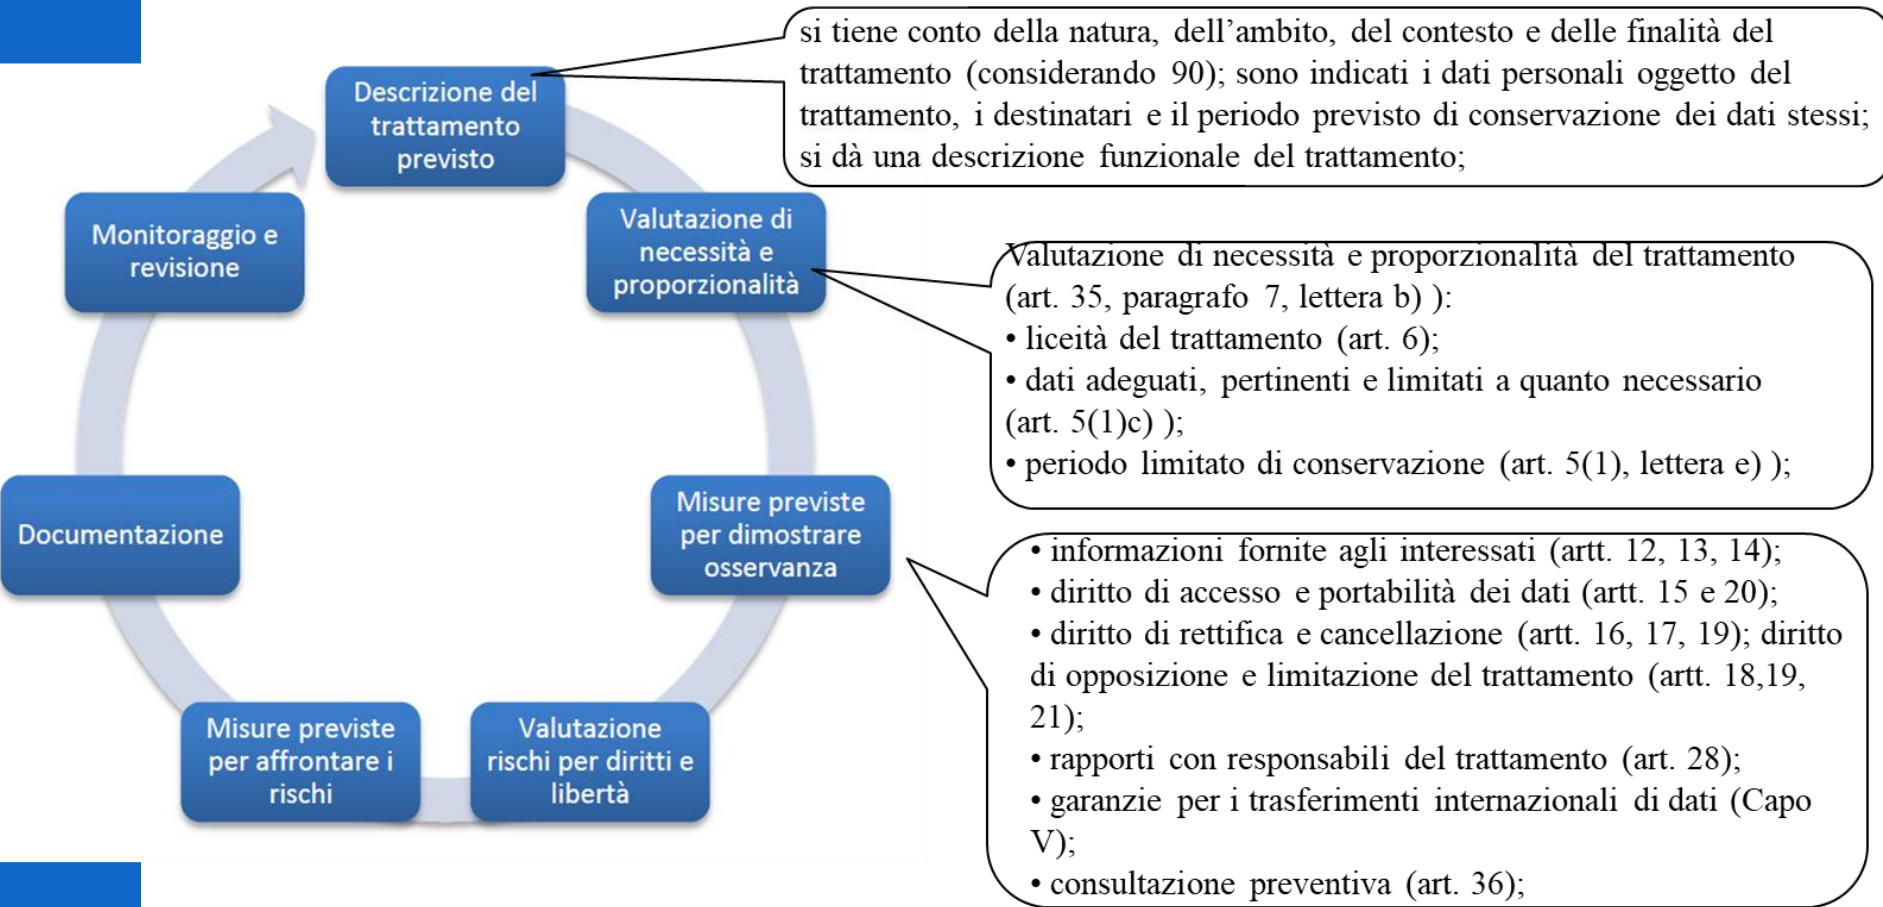 Descrizione del
trattamento
previsto
si tiene conto della natura, dell'ambito, del contesto e delle finalità del
trattamento (considerando 90); sono indicati i dati personali oggetto del
trattamento, i destinatari e il periodo previsto di conservazione dei dati stessi;
si dà una descrizione funzionale del trattamento;
Valutazione di
necessità e
proporzionalità
Valutazione di necessità e proporzionalità del trattamento
(art. 35, paragrafo 7, lettera b) ):
• liceità del trattamento (art. 6);
• dati adeguati, pertinenti e limitati a quanto necessario
(art. 5(1)c) );
• periodo limitato di conservazione (art. 5(1), lettera e) );
Misure previste
per dimostrare
osservanza
• informazioni fornite agli interessati (artt. 12, 13, 14);
• diritto di accesso e portabilità dei dati (artt. 15 e 20);
• diritto di rettifica e cancellazione (artt. 16, 17, 19); diritto
di opposizione e limitazione del trattamento (artt. 18,19,
21);
• rapporti con responsabili del trattamento (art. 28);
• garanzie per i trasferimenti internazionali di dati (Capo
V);
• consultazione preventiva (art. 36);
Valutazione
rischi per diritti e
libertà
Misure previste
per affrontare i
rischi
Documentazione
Monitoraggio e
revisione